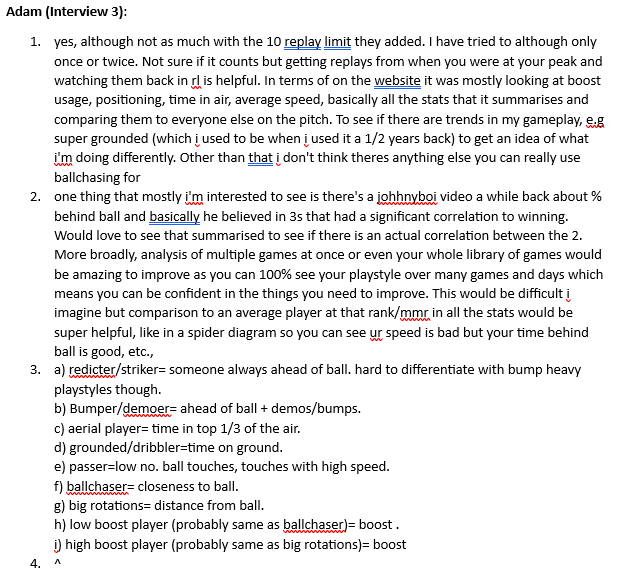 Adam (Interview 3):
1. yes, although not as much with the 10 replay limit they added. I have tried to although only
once or twice. Not sure if it counts but getting replays from when you were at your peak and
watching them back in rl is helpful. In terms of on the website it was mostly looking at boost
usage, positioning, time in air, average speed, basically all the stats that it summarises and
comparing them to everyone else on the pitch. To see if there are trends in my gameplay, e.g
super grounded (which i used to be when i used it a 1/2 years back) to get an idea of what
i'm doing differently. Other than that i don't think theres anything else you can really use
ballchasing for
2. one thing that mostly i'm interested to see is there's a johhnyboi video a while back about %
behind ball and basically he believed in 3s that had a significant correlation to winning.
Would love to see that summarised to see if there is an actual correlation between the 2.
More broadly, analysis of multiple games at once or even your whole library of games would
be amazing to improve as you can 100% see your playstyle over many games and days which
means you can be confident in the things you need to improve. This would be difficult i
imagine but comparison to an average player at that rank/mmr in all the stats would be
super helpful, like in a spider diagram so you can see ur speed is bad but your time behind
ball is good, etc.,
3. a) redicter/striker= someone always ahead of ball. hard to differentiate with bump heavy
playstyles though.
b) Bumper/demoer= ahead of ball + demos/bumps.
c) aerial player= time in top 1/3 of the air.
d) grounded/dribbler=time on ground.
e) passer=low no. ball touches, touches with high speed.
f) ballchaser= closeness to ball.
g) big rotations= distance from ball.
h) low boost player (probably same as ballchaser)= boost .
i) high boost player (probably same as big rotations)= boost
4. ^